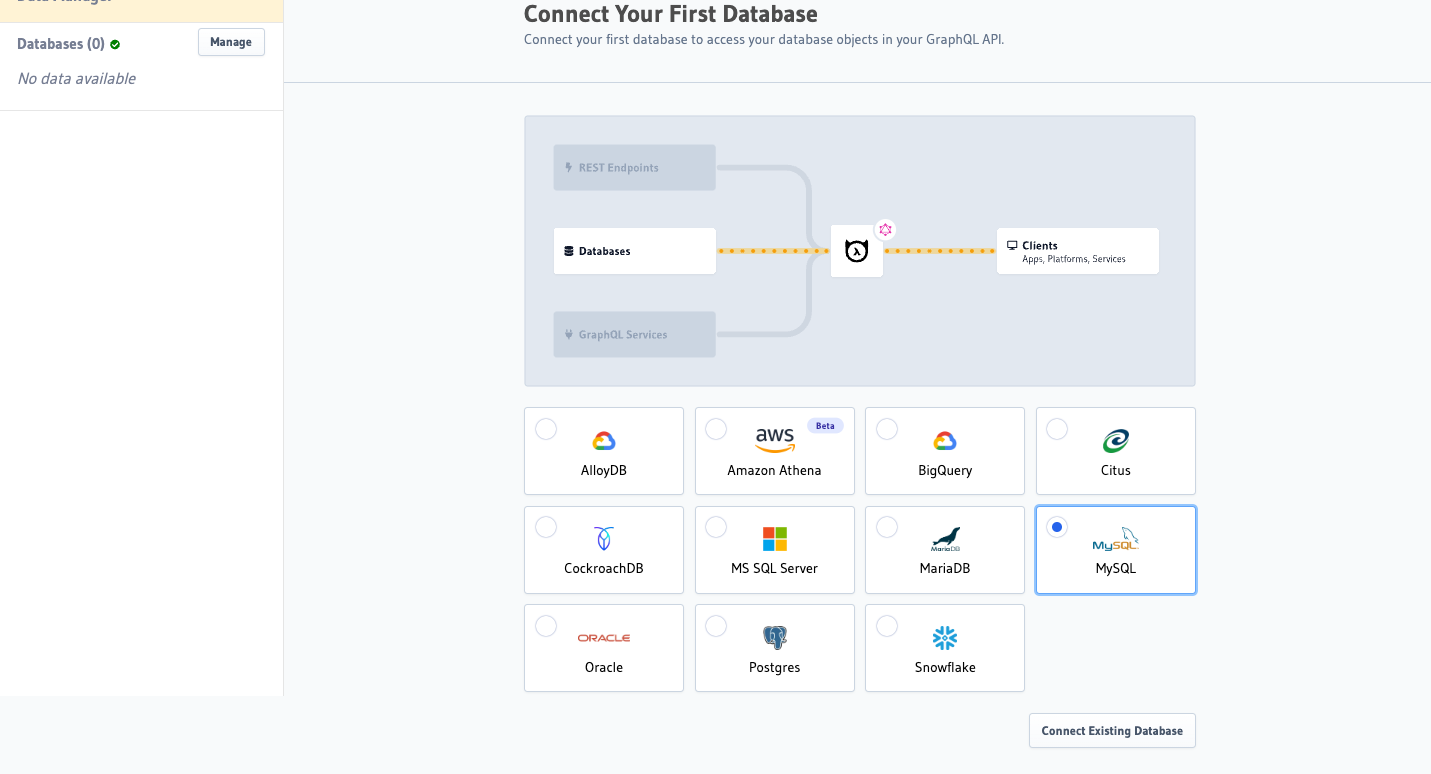 Data Manager
Databases (0)
Manage
No data available
Connect Your First Database
Connect your first database to access your database objects in your GraphQL API.
REST Endpoints
Databases
Clients
Apps, Platforms, Services
GraphQL Services
AlloyDB
aws
Beta
Amazon Athena
BigQuery
Citus
CockroachDB
MS SQL Server
MariaDB
MariaDB
MySQL
MySQL
ORACLE
Oracle
Postgres
Snowflake
Connect Existing Database